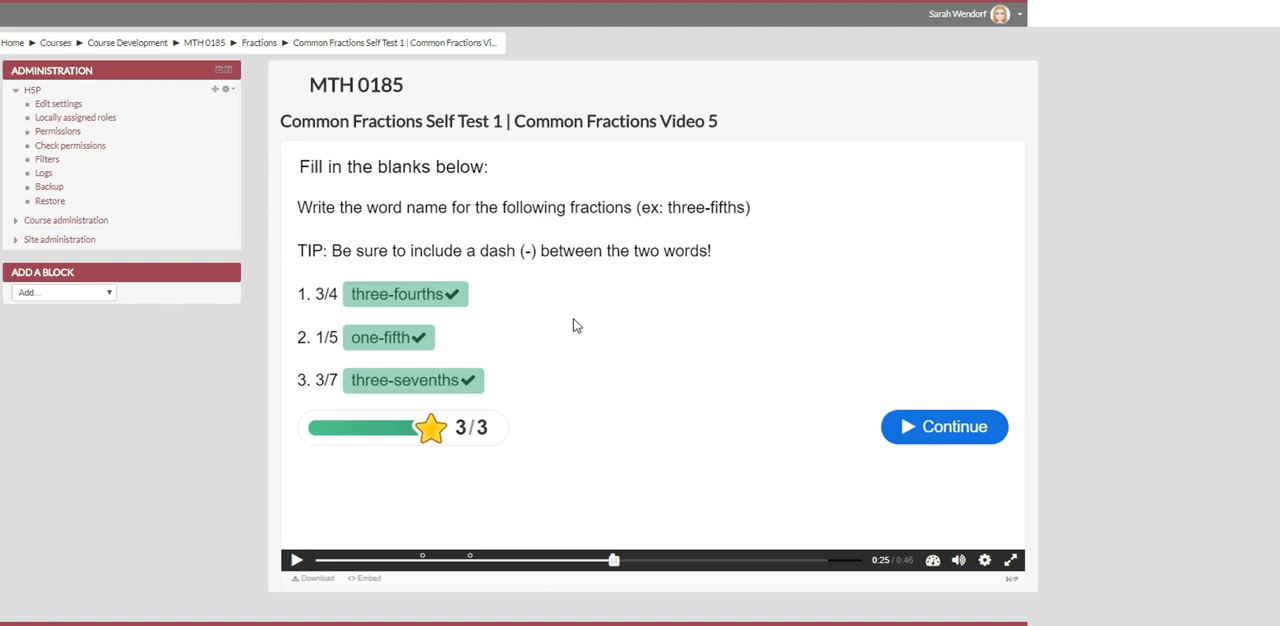 Sarah Wendorf
Home ► Courses ► Course Development ► MTH 0185 ► Fractions ► Common Fractions Self Test 1 | Common Fractions Vi...
ADMINISTRATION
H5P
Edit settings
Locally assigned roles
Permissions
Check permissions
Filters
Logs
Backup
Restore
Course administration
Site administration
ADD A BLOCK
Add...
MTH 0185
Common Fractions Self Test 1 | Common Fractions Video 5
Fill in the blanks below:
Write the word name for the following fractions (ex: three-fifths)
TIP: Be sure to include a dash (-) between the two words!
1. 3/4 three-fourths
2. 1/5 one-fifth
3. 3/7 three-sevenths
3/3
Continue
0:25 / 0:46
Download <> Embed
H5P